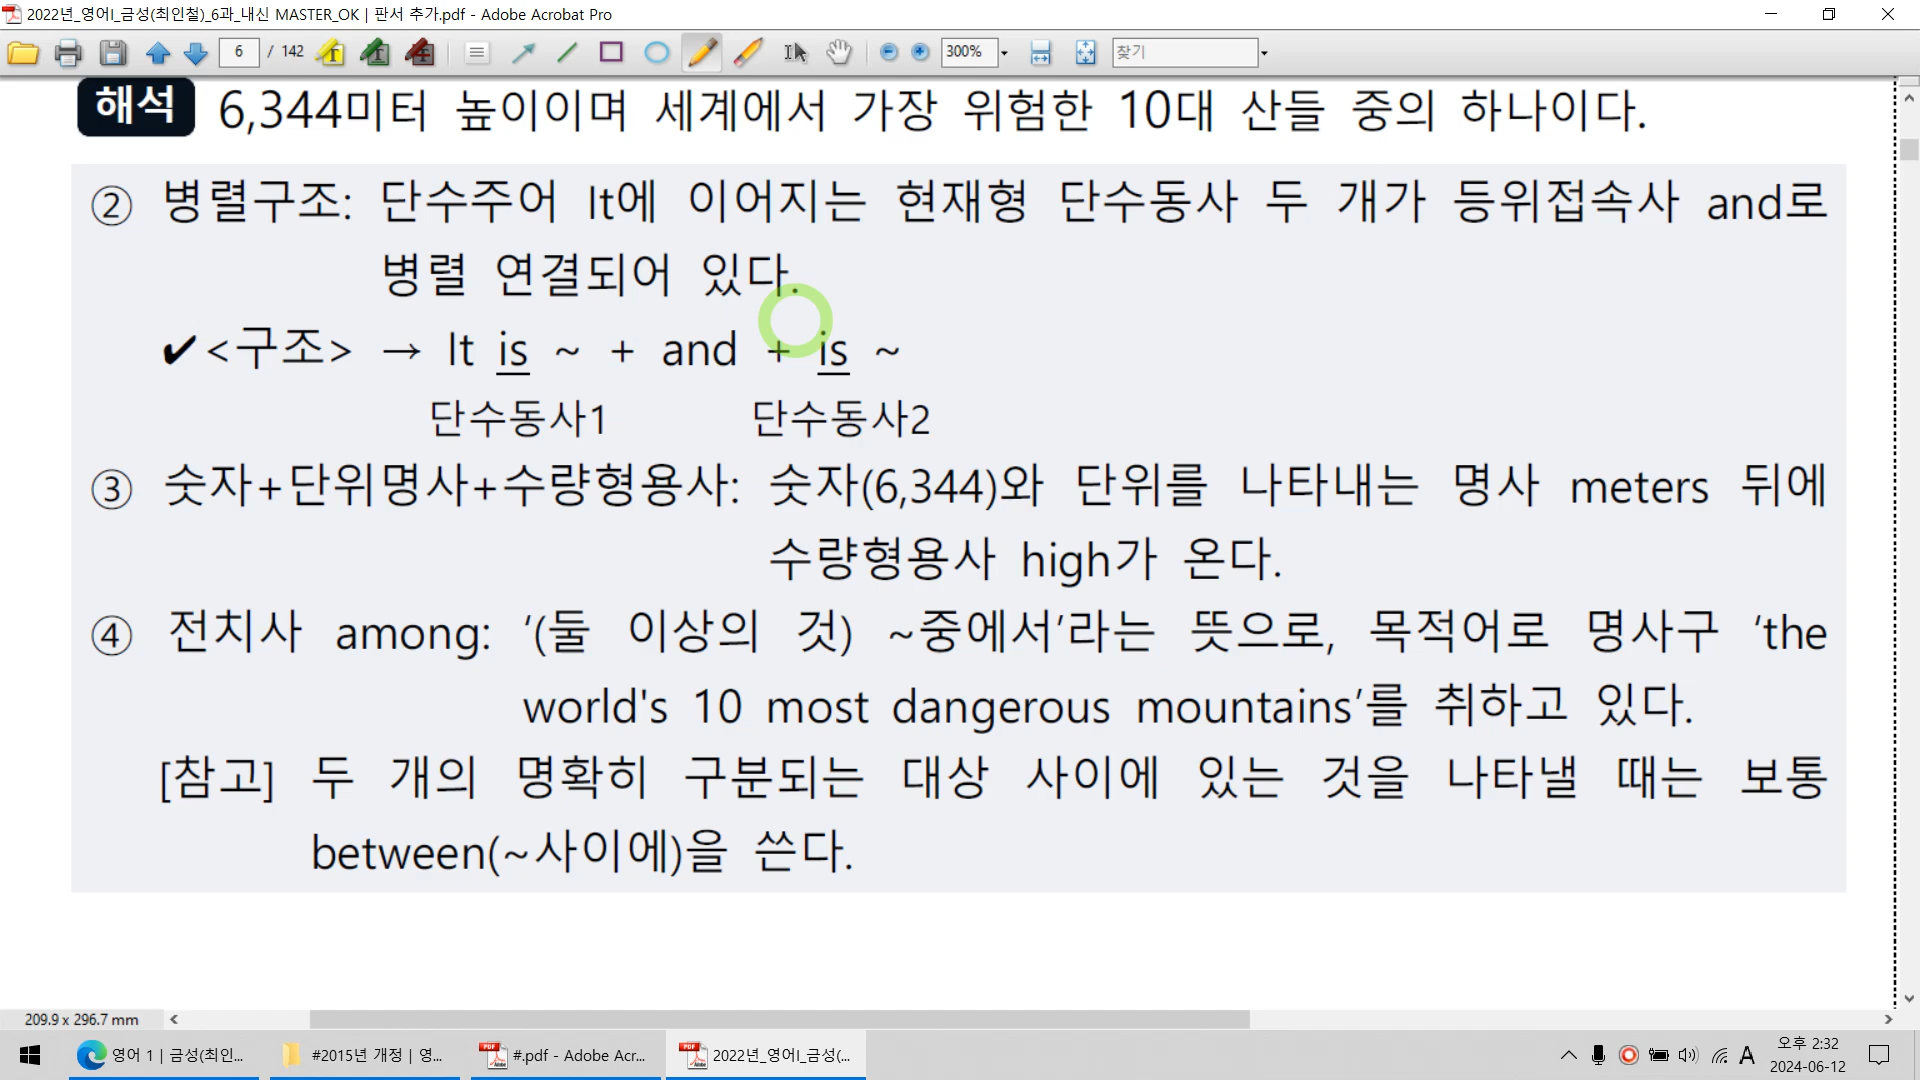 2022년_영어I_금성(최인철)_6과_내신 MASTER_OK | 판서 추가.pdf - Adobe Acrobat Pro
6 / 142 300% 찾기
해석 6,344미터 높이이며 세계에서 가장 위험한 10대 산들 중의 하나이다.
② 병렬구조: 단수주어 It에 이어지는 현재형 단수동사 두 개가 등위접속사 and로
병렬 연결되어 있다.
✔<구조> → It is ~ + and + is ~
단수동사1 단수동사2
③ 숫자+단위명사+수량형용사: 숫자(6,344)와 단위를 나타내는 명사 meters 뒤에
수량형용사 high가 온다.
④ 전치사 among: ‘(둘 이상의 것) ~중에서’라는 뜻으로, 목적어로 명사구 ‘the
world's 10 most dangerous mountains’를 취하고 있다.
[참고] 두 개의 명확히 구분되는 대상 사이에 있는 것을 나타낼 때는 보통
between(~사이에)을 쓴다.
209.9 x 296.7 mm
영어 1 | 금성(최인... #2015년 개정 | 영... #.pdf - Adobe Acr... 2022년_영어I_금성(... A 오후 2:32
2024-06-12